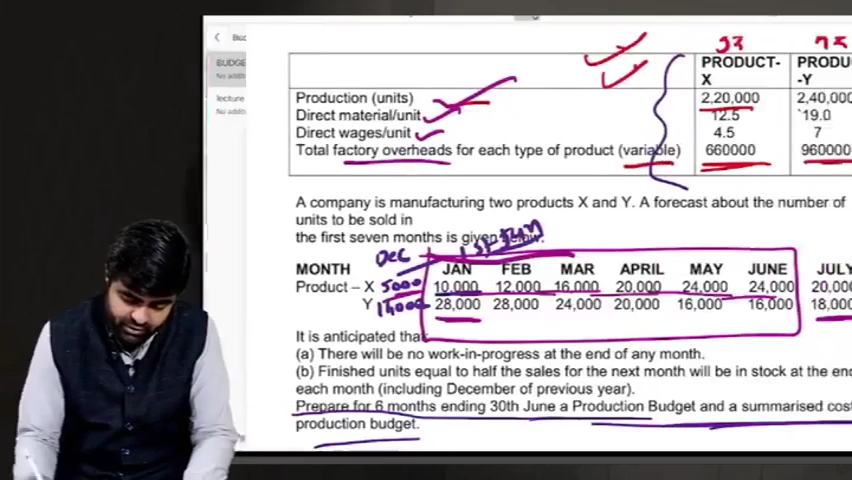 Bud
BUDGE
No addit
lecture
No addit
PRODUCT-
X
PRODU
-Y
Production (units) 2,20,000 2,40,000
Direct material/unit 12.5 19.0
Direct wages/unit 4.5 7
Total factory overheads for each type of product (variable) 660000 960000
A company is manufacturing two products X and Y. A forecast about the number of
units to be sold in
the first seven months is given below:
DEC
MONTH JAN FEB MAR APRIL MAY JUNE JULY
Product – X 5000 10,000 12,000 16,000 20,000 24,000 24,000 20,000
Y 14000 28,000 28,000 24,000 20,000 16,000 16,000 18,000
It is anticipated that
(a) There will be no work-in-progress at the end of any month.
(b) Finished units equal to half the sales for the next month will be in stock at the end
each month (including December of previous year).
Prepare for 6 months ending 30th June a Production Budget and a summarised cost
production budget.